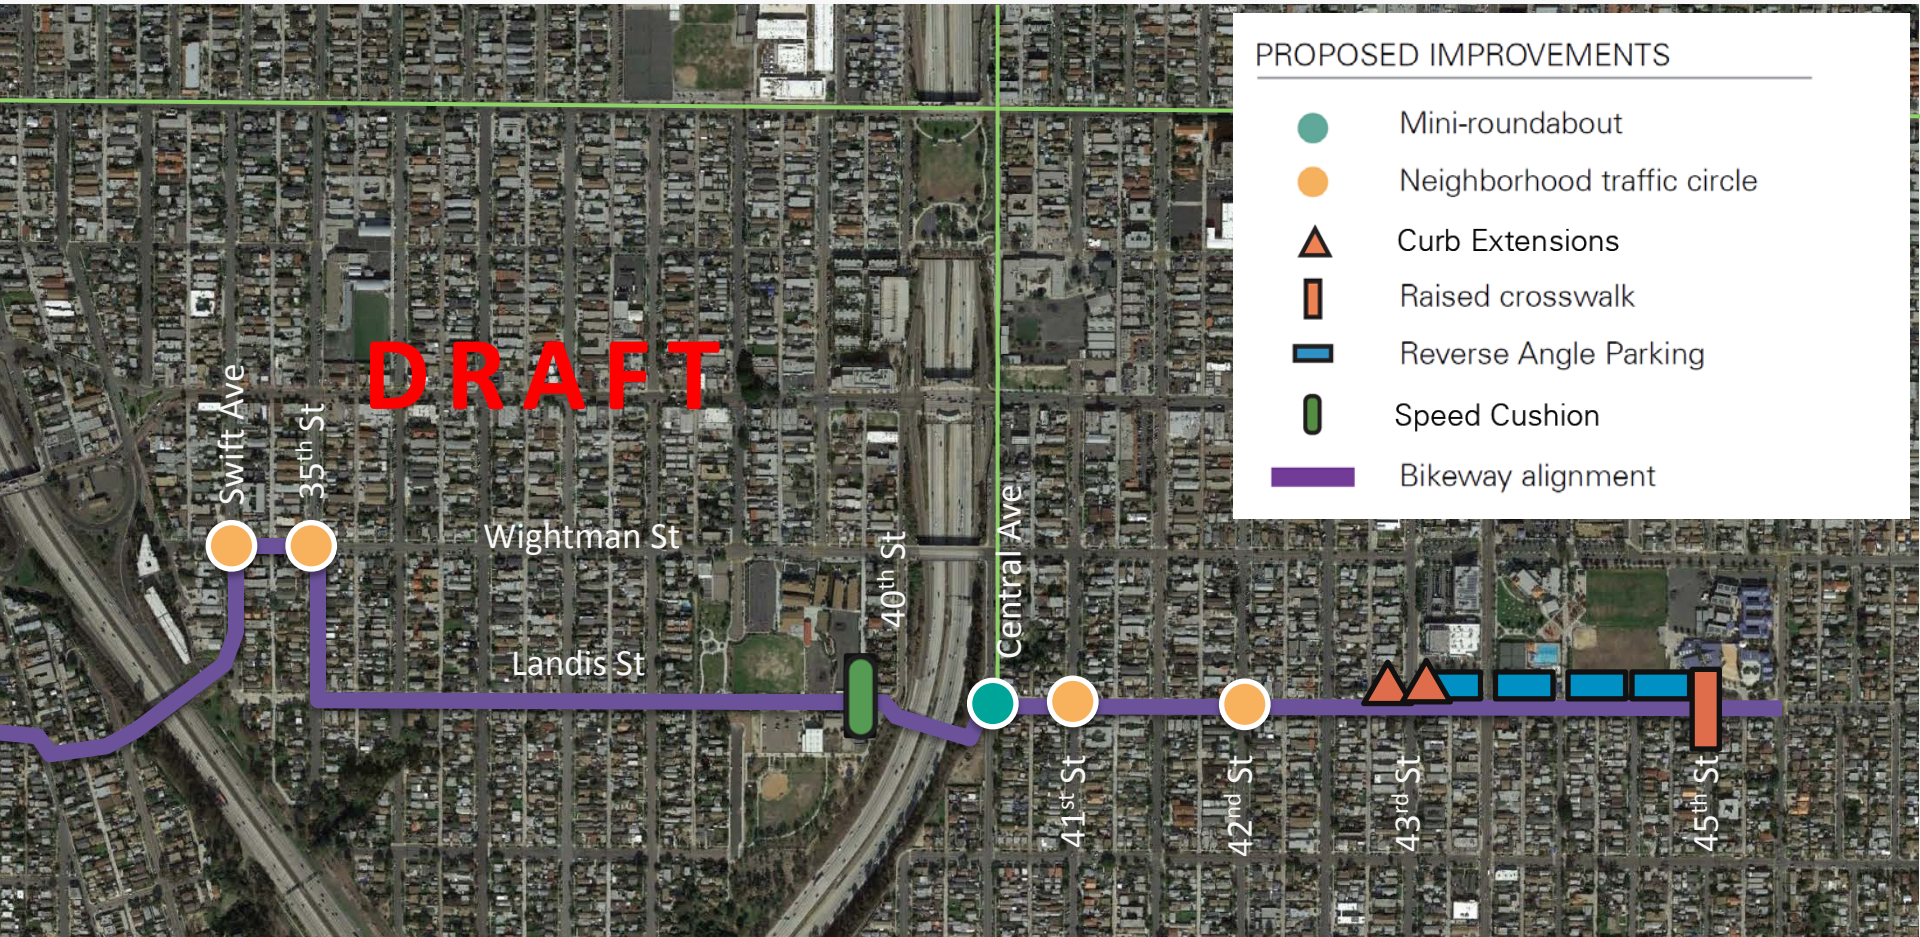 PROPOSED IMPROVEMENTS
Mini-roundabout
Neighborhood traffic circle
Curb Extensions
Raised crosswalk
Reverse Angle Parking
Speed Cushion
Bikeway alignment
DRAFT
Swift Ave
35th St
Wightman St
Landis St
40th St
Central Ave
41st St
42nd St
43rd St
45th St